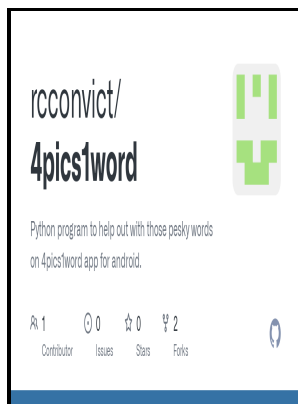 rcconvict/
4pics1word
Python program to help out with those pesky words
on 4pics1word app for android.
1 0 0 2
Contributor Issues Stars Forks